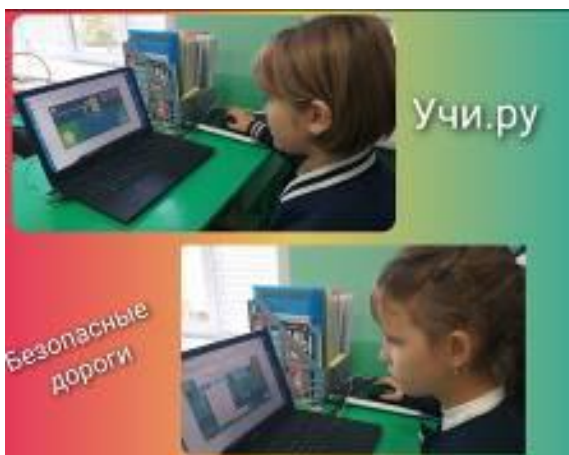 Учи.ру
Безопасные
дороги